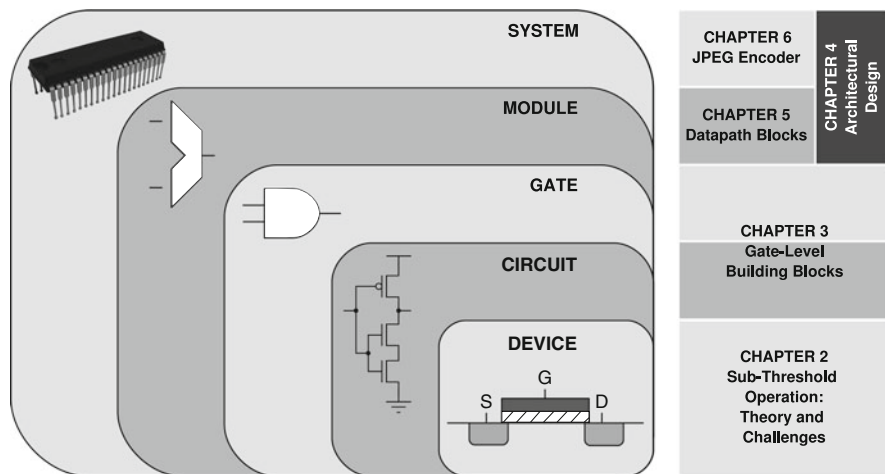 SYSTEM
MODULE
GATE
CIRCUIT
DEVICE
G
S
D
CHAPTER 6
JPEG Encoder
CHAPTER 4
Architectural
Design
CHAPTER 5
Datapath Blocks
CHAPTER 3
Gate-Level
Building Blocks
CHAPTER 2
Sub-Threshold
Operation:
Theory and
Challenges